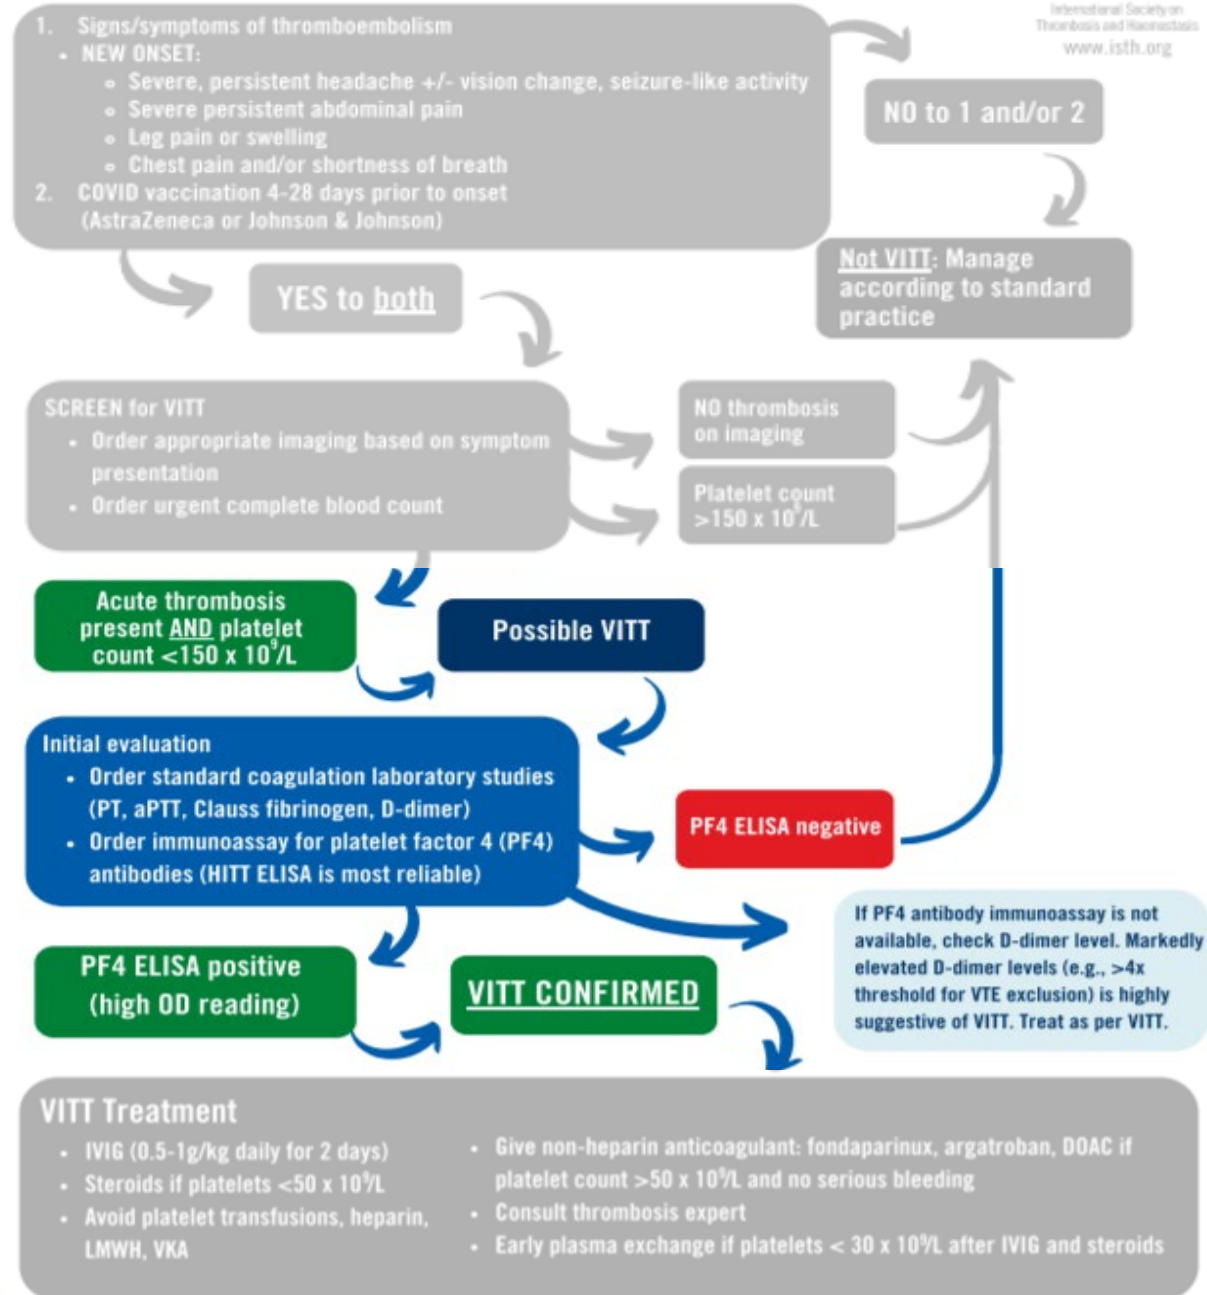 International Society on
Thrombosis and Haemostasis
www.isth.org
1. Signs/symptoms of thromboembolism
• NEW ONSET:
∘ Severe, persistent headache +/- vision change, seizure-like activity
∘ Severe persistent abdominal pain
∘ Leg pain or swelling
∘ Chest pain and/or shortness of breath
2. COVID vaccination 4-28 days prior to onset
(AstraZeneca or Johnson & Johnson)
NO to 1 and/or 2
Not VITT: Manage
according to standard
practice
YES to both
SCREEN for VITT
• Order appropriate imaging based on symptom
presentation
• Order urgent complete blood count
NO thrombosis
on imaging
Platelet count
>150 x 10⁹/L
Acute thrombosis
present AND platelet
count <150 x 10⁹/L
Possible VITT
Initial evaluation
• Order standard coagulation laboratory studies
(PT, aPTT, Clauss fibrinogen, D-dimer)
• Order immunoassay for platelet factor 4 (PF4)
antibodies (HITT ELISA is most reliable)
PF4 ELISA negative
If PF4 antibody immunoassay is not
available, check D-dimer level. Markedly
elevated D-dimer levels (e.g., >4x
threshold for VTE exclusion) is highly
suggestive of VITT. Treat as per VITT.
PF4 ELISA positive
(high OD reading)
VITT CONFIRMED
VITT Treatment
• IVIG (0.5-1g/kg daily for 2 days)
• Steroids if platelets <50 x 10⁹/L
• Avoid platelet transfusions, heparin,
LMWH, VKA
• Give non-heparin anticoagulant: fondaparinux, argatroban, DOAC if
platelet count >50 x 10⁹/L and no serious bleeding
• Consult thrombosis expert
• Early plasma exchange if platelets < 30 x 10⁹/L after IVIG and steroids